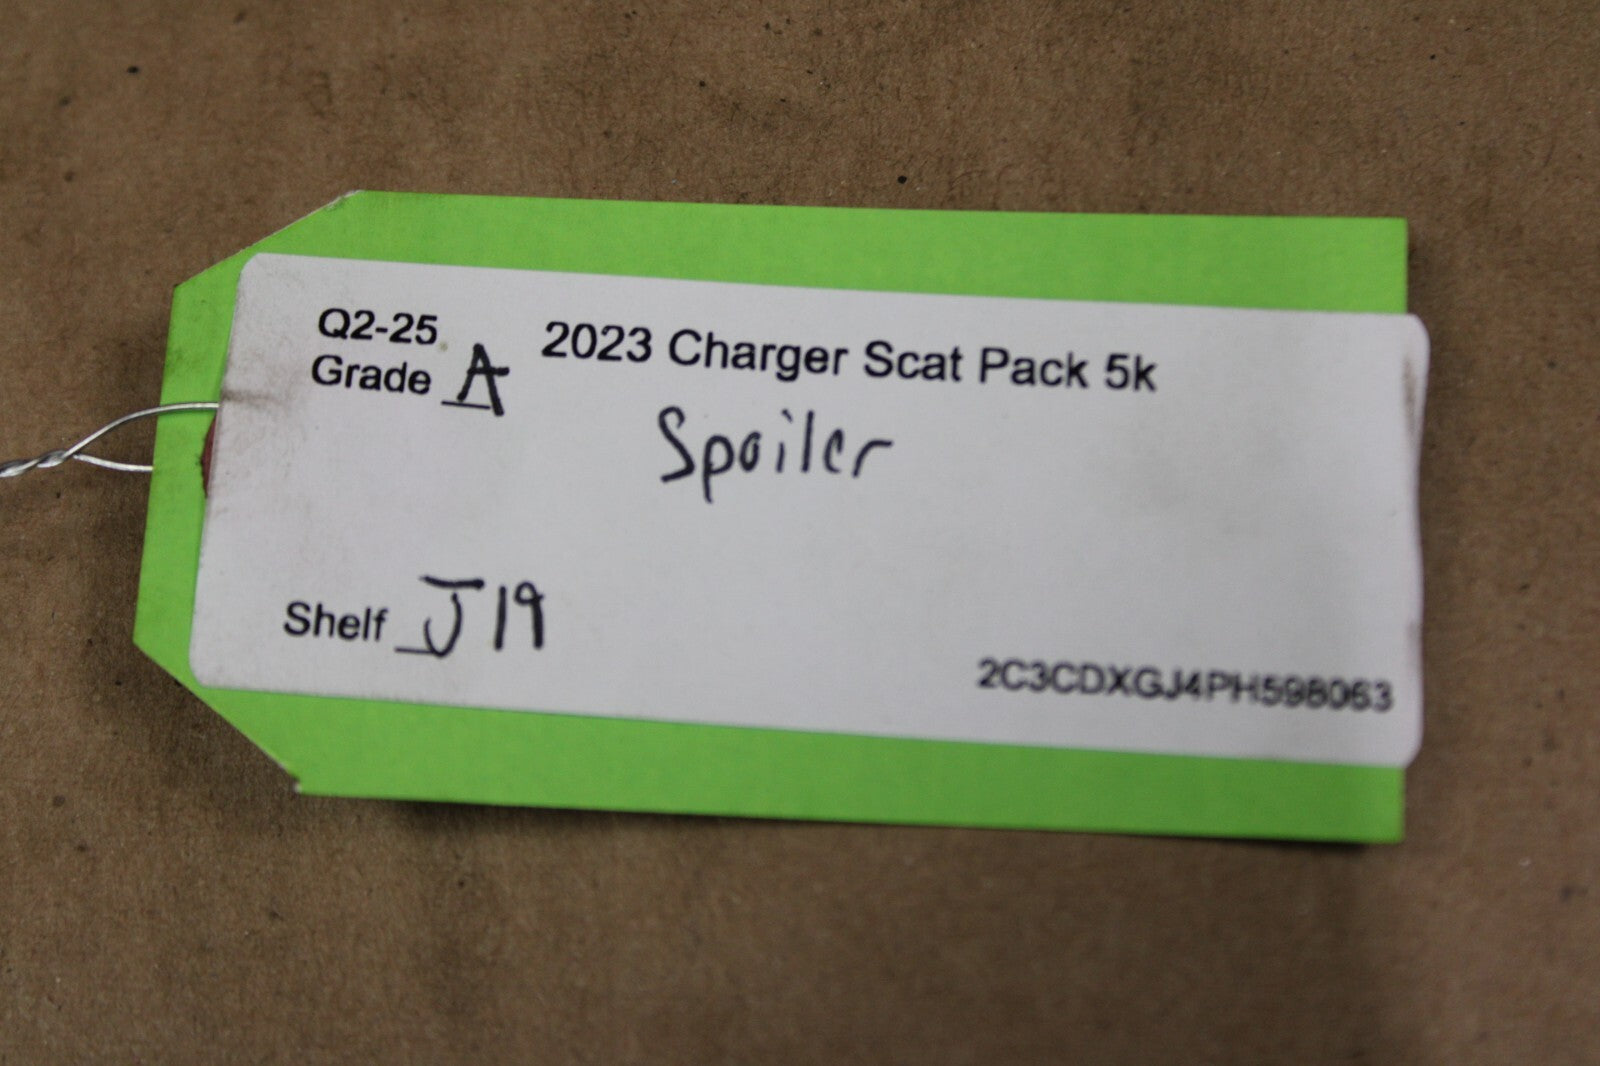 Q2-25 2023 Charger Scat Pack 5k
Grade A
Spoiler
Shelf J19
2C3CDXGJ4PH598063